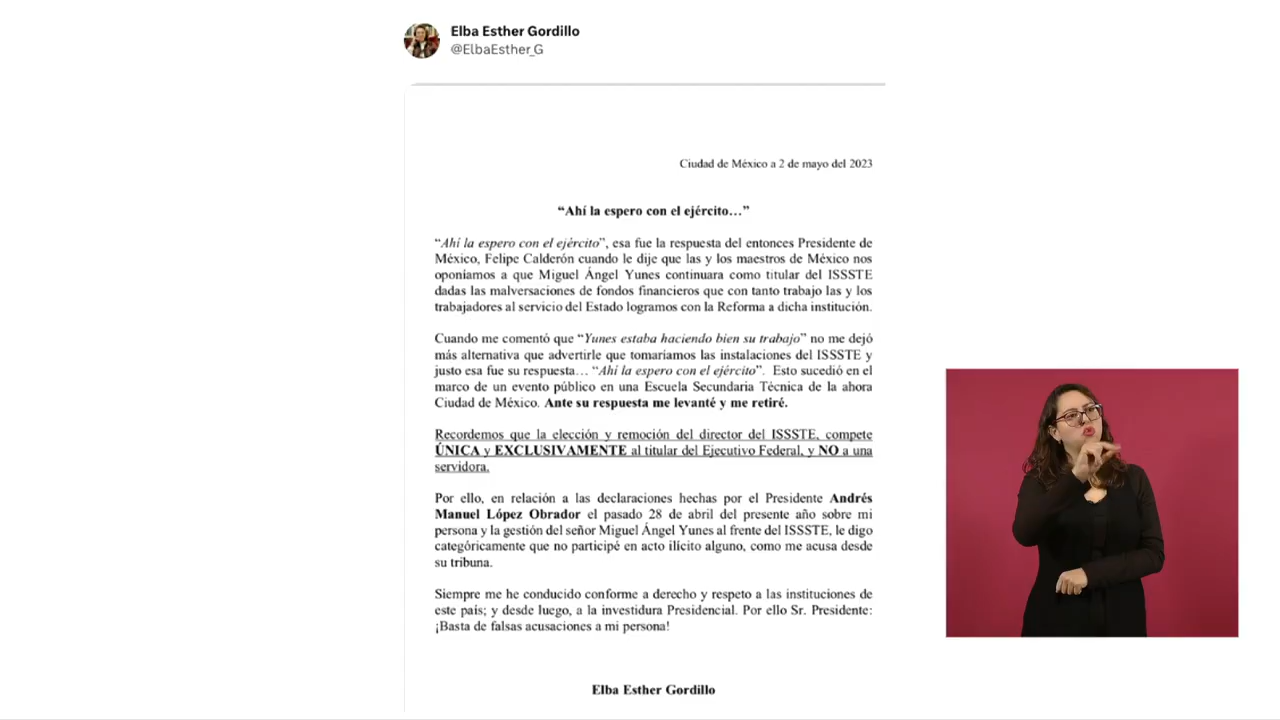 Elba Esther Gordillo
@ElbaEsther_G
Ciudad de México a 2 de mayo del 2023
“Ahí la espero con el ejército…”
“Ahí la espero con el ejército”, esa fue la respuesta del entonces Presidente de
México, Felipe Calderón cuando le dije que las y los maestros de México nos
oponíamos a que Miguel Ángel Yunes continuara como titular del ISSSTE
dadas las malversaciones de fondos financieros que con tanto trabajo las y los
trabajadores al servicio del Estado logramos con la Reforma a dicha institución.
Cuando me comentó que “Yunes estaba haciendo bien su trabajo” no me dejó
más alternativa que advertirle que tomaríamos las instalaciones del ISSSTE y
justo esa fue su respuesta… “Ahí la espero con el ejército”. Esto sucedió en el
marco de un evento público en una Escuela Secundaria Técnica de la ahora
Ciudad de México. Ante su respuesta me levanté y me retiré.
Recordemos que la elección y remoción del director del ISSSTE, compete
ÚNICA y EXCLUSIVAMENTE al titular del Ejecutivo Federal, y NO a una
servidora.
Por ello, en relación a las declaraciones hechas por el Presidente Andrés
Manuel López Obrador el pasado 28 de abril del presente año sobre mi
persona y la gestión del señor Miguel Ángel Yunes al frente del ISSSTE, le digo
categóricamente que no participé en acto ilícito alguno, como me acusa desde
su tribuna.
Siempre me he conducido conforme a derecho y respeto a las instituciones de
este país; y desde luego, a la investidura Presidencial. Por ello Sr. Presidente:
¡Basta de falsas acusaciones a mi persona!
Elba Esther Gordillo